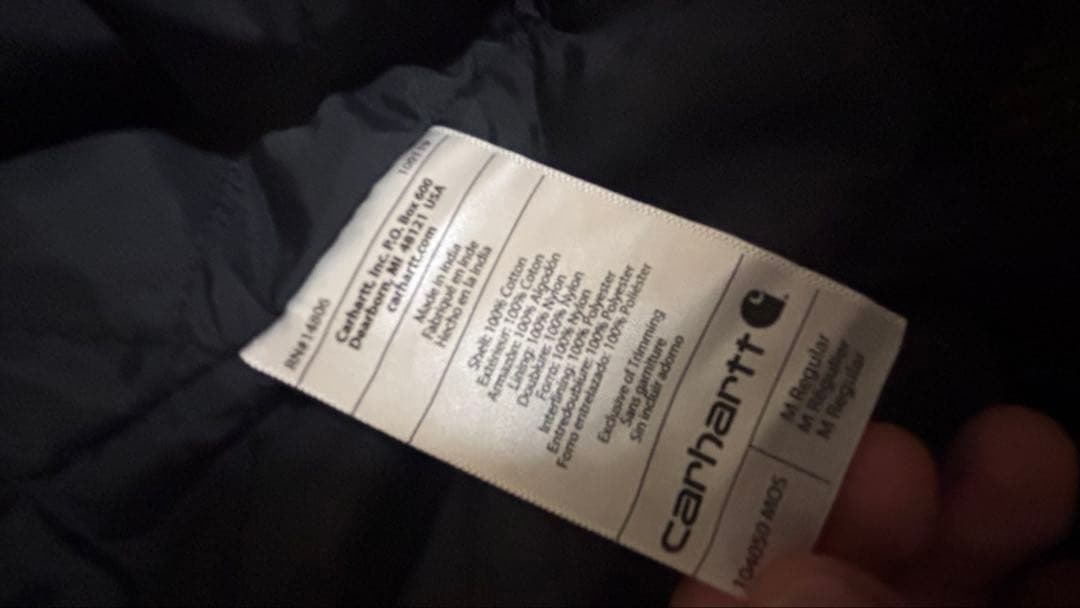 carhartt
104050 MOS
M Regular
M Régulier
M Regular
Shell: 100% Cotton
Extérieur: 100% Coton
Armazón: 100% Algodón
Lining: 100% Nylon
Doublure: 100% Nylon
Forro: 100% Nylon
Interlining: 100% Polyester
Entredoublure: 100% Polyester
Forro entrelazado: 100% Poliéster
Exclusive of Trimming
Sans garniture
Sin incluir adorno
Made in India
Fabriqué en Inde
Hecho en la India
Carhartt, Inc. P.O. Box 600
Dearborn, MI 48121 USA
carhartt.com
RN#14806